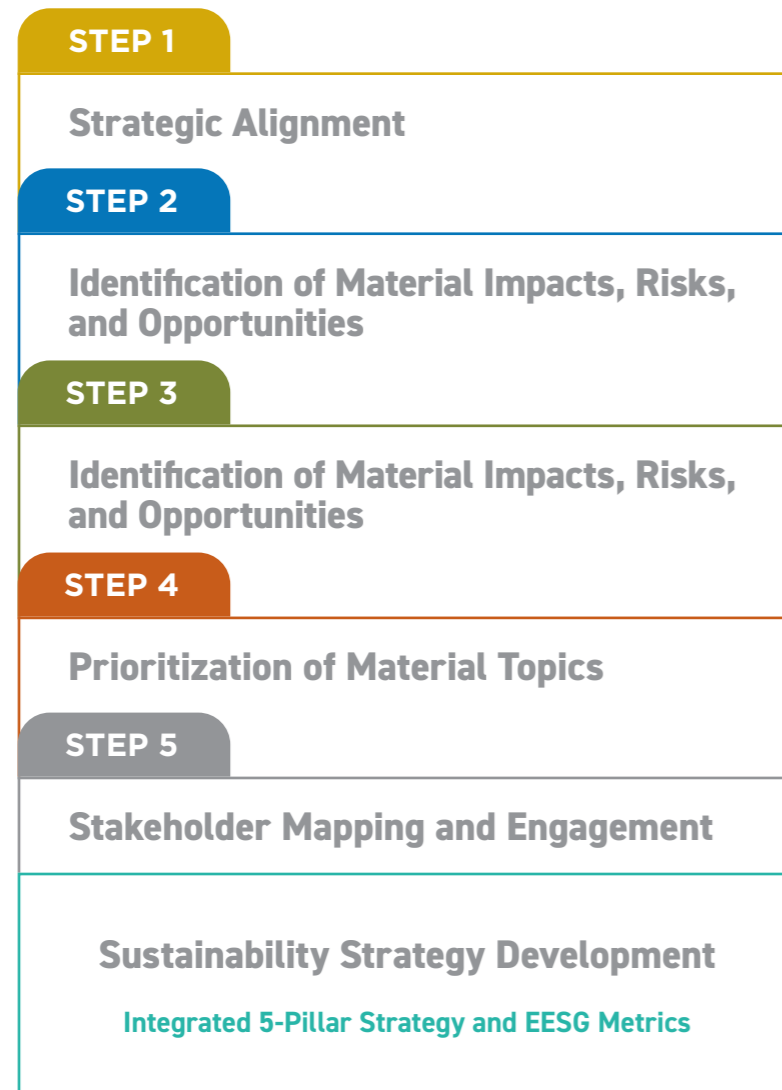 STEP 1
Strategic Alignment
STEP 2
Identification of Material Impacts, Risks,
and Opportunities
STEP 3
Identification of Material Impacts, Risks,
and Opportunities
STEP 4
Prioritization of Material Topics
STEP 5
Stakeholder Mapping and Engagement
Sustainability Strategy Development
Integrated 5-Pillar Strategy and EESG Metrics